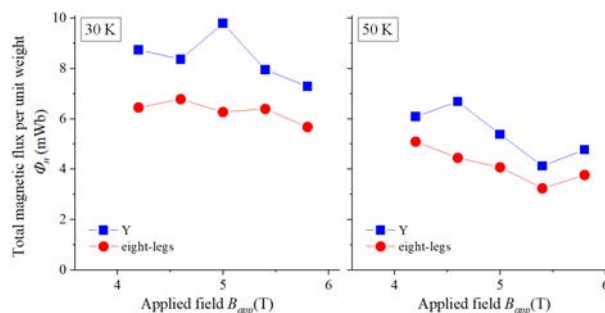 Total magnetic flux per unit weight
Φn (mWb)
10
8
6
4
2
0
30 K
Y
eight-legs
4
5
6
Applied field Bapp(T)
50 K
Y
eight-legs
4
5
6
Applied field Bapp(T)